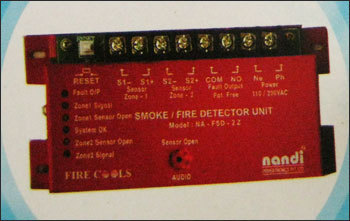 RESET
S1- S1+ S2- S2+ COM NO Ne Ph
Sensor Zone - 1
Sensor Zone - 2
Fault Output Pot. Free
Power 110 / 230VAC
Fault O/P
Zone1 Signal
Zone1 Sensor Open
System OK
Zone2 Sensor Open
Zone2 Signal
SMOKE / FIRE DETECTOR UNIT
Model : NA - FSD - 2 Z
Sensor Open
AUDIO
FIRE COOLS
nandi